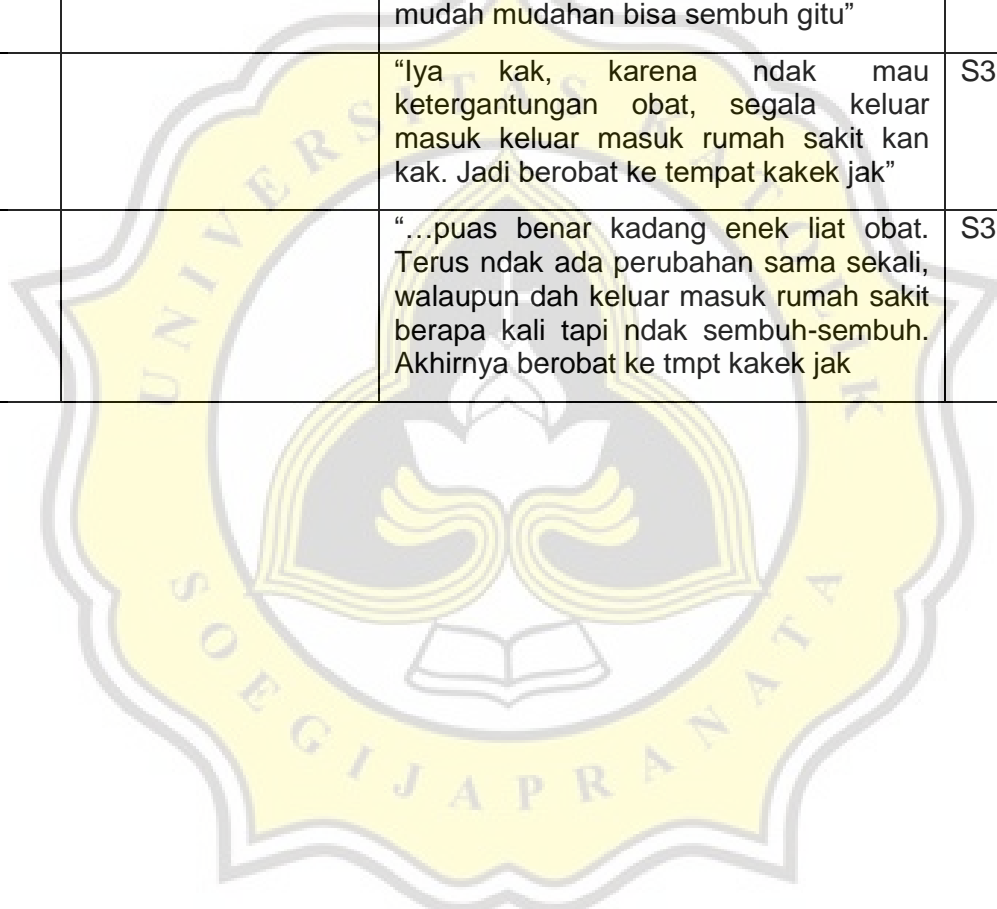 mudah mudahan bisa sembuh gitu”
“Iya kak, karena ndak mau
ketergantungan obat, segala keluar
masuk keluar masuk rumah sakit kan
kak. Jadi berobat ke tempat kakek jak”
S3
“…puas benar kadang enek liat obat.
Terus ndak ada perubahan sama sekali,
walaupun dah keluar masuk rumah sakit
berapa kali tapi ndak sembuh-sembuh.
Akhirnya berobat ke tmpt kakek jak
S3
UNIVERSITAS KATOLIK
SOEGIJAPRANATA